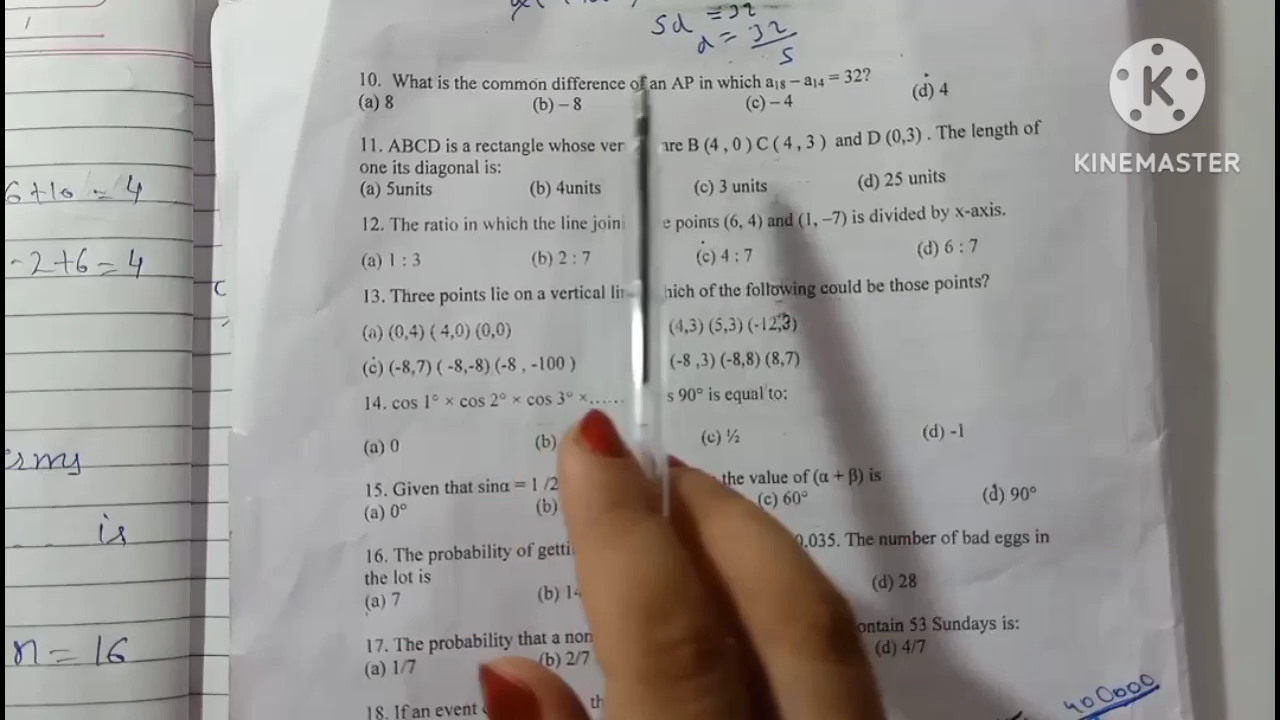 5d = 32
d = 32
5
10. What is the common difference of an AP in which a₁₈ – a₁₄ = 32?
(a) 8 (b) – 8 (c) – 4 (d) 4
11. ABCD is a rectangle whose ver are B (4 , 0 ) C ( 4 , 3 ) and D (0,3) . The length of
one its diagonal is:
(a) 5units (b) 4units (c) 3 units (d) 25 units
12. The ratio in which the line join e points (6, 4) and (1, –7) is divided by x-axis.
(a) 1 : 3 (b) 2 : 7 (c) 4 : 7 (d) 6 : 7
13. Three points lie on a vertical hich of the following could be those points?
(a) (0,4) ( 4,0) (0,0) (4,3) (5,3) (-12,3)
(c) (-8,7) ( -8,-8) (-8 , -100 ) (-8 ,3) (-8,8) (8,7)
14. cos 1° × cos 2° × cos 3° ×…… s 90° is equal to:
(a) 0 (b) (c) ½ (d) -1
15. Given that sinα = 1 /2 the value of (α + β) is
(a) 0° (b) (c) 60° (d) 90°
16. The probability of getti 0.035. The number of bad eggs in
the lot is
(a) 7 (b) 14 (d) 28
17. The probability that a non ontain 53 Sundays is:
(a) 1/7 (b) 2/7 (d) 4/7
18. If an event th
400000
6+10 = 4
-2+6 = 4
erms
is
n = 16
KINEMASTER